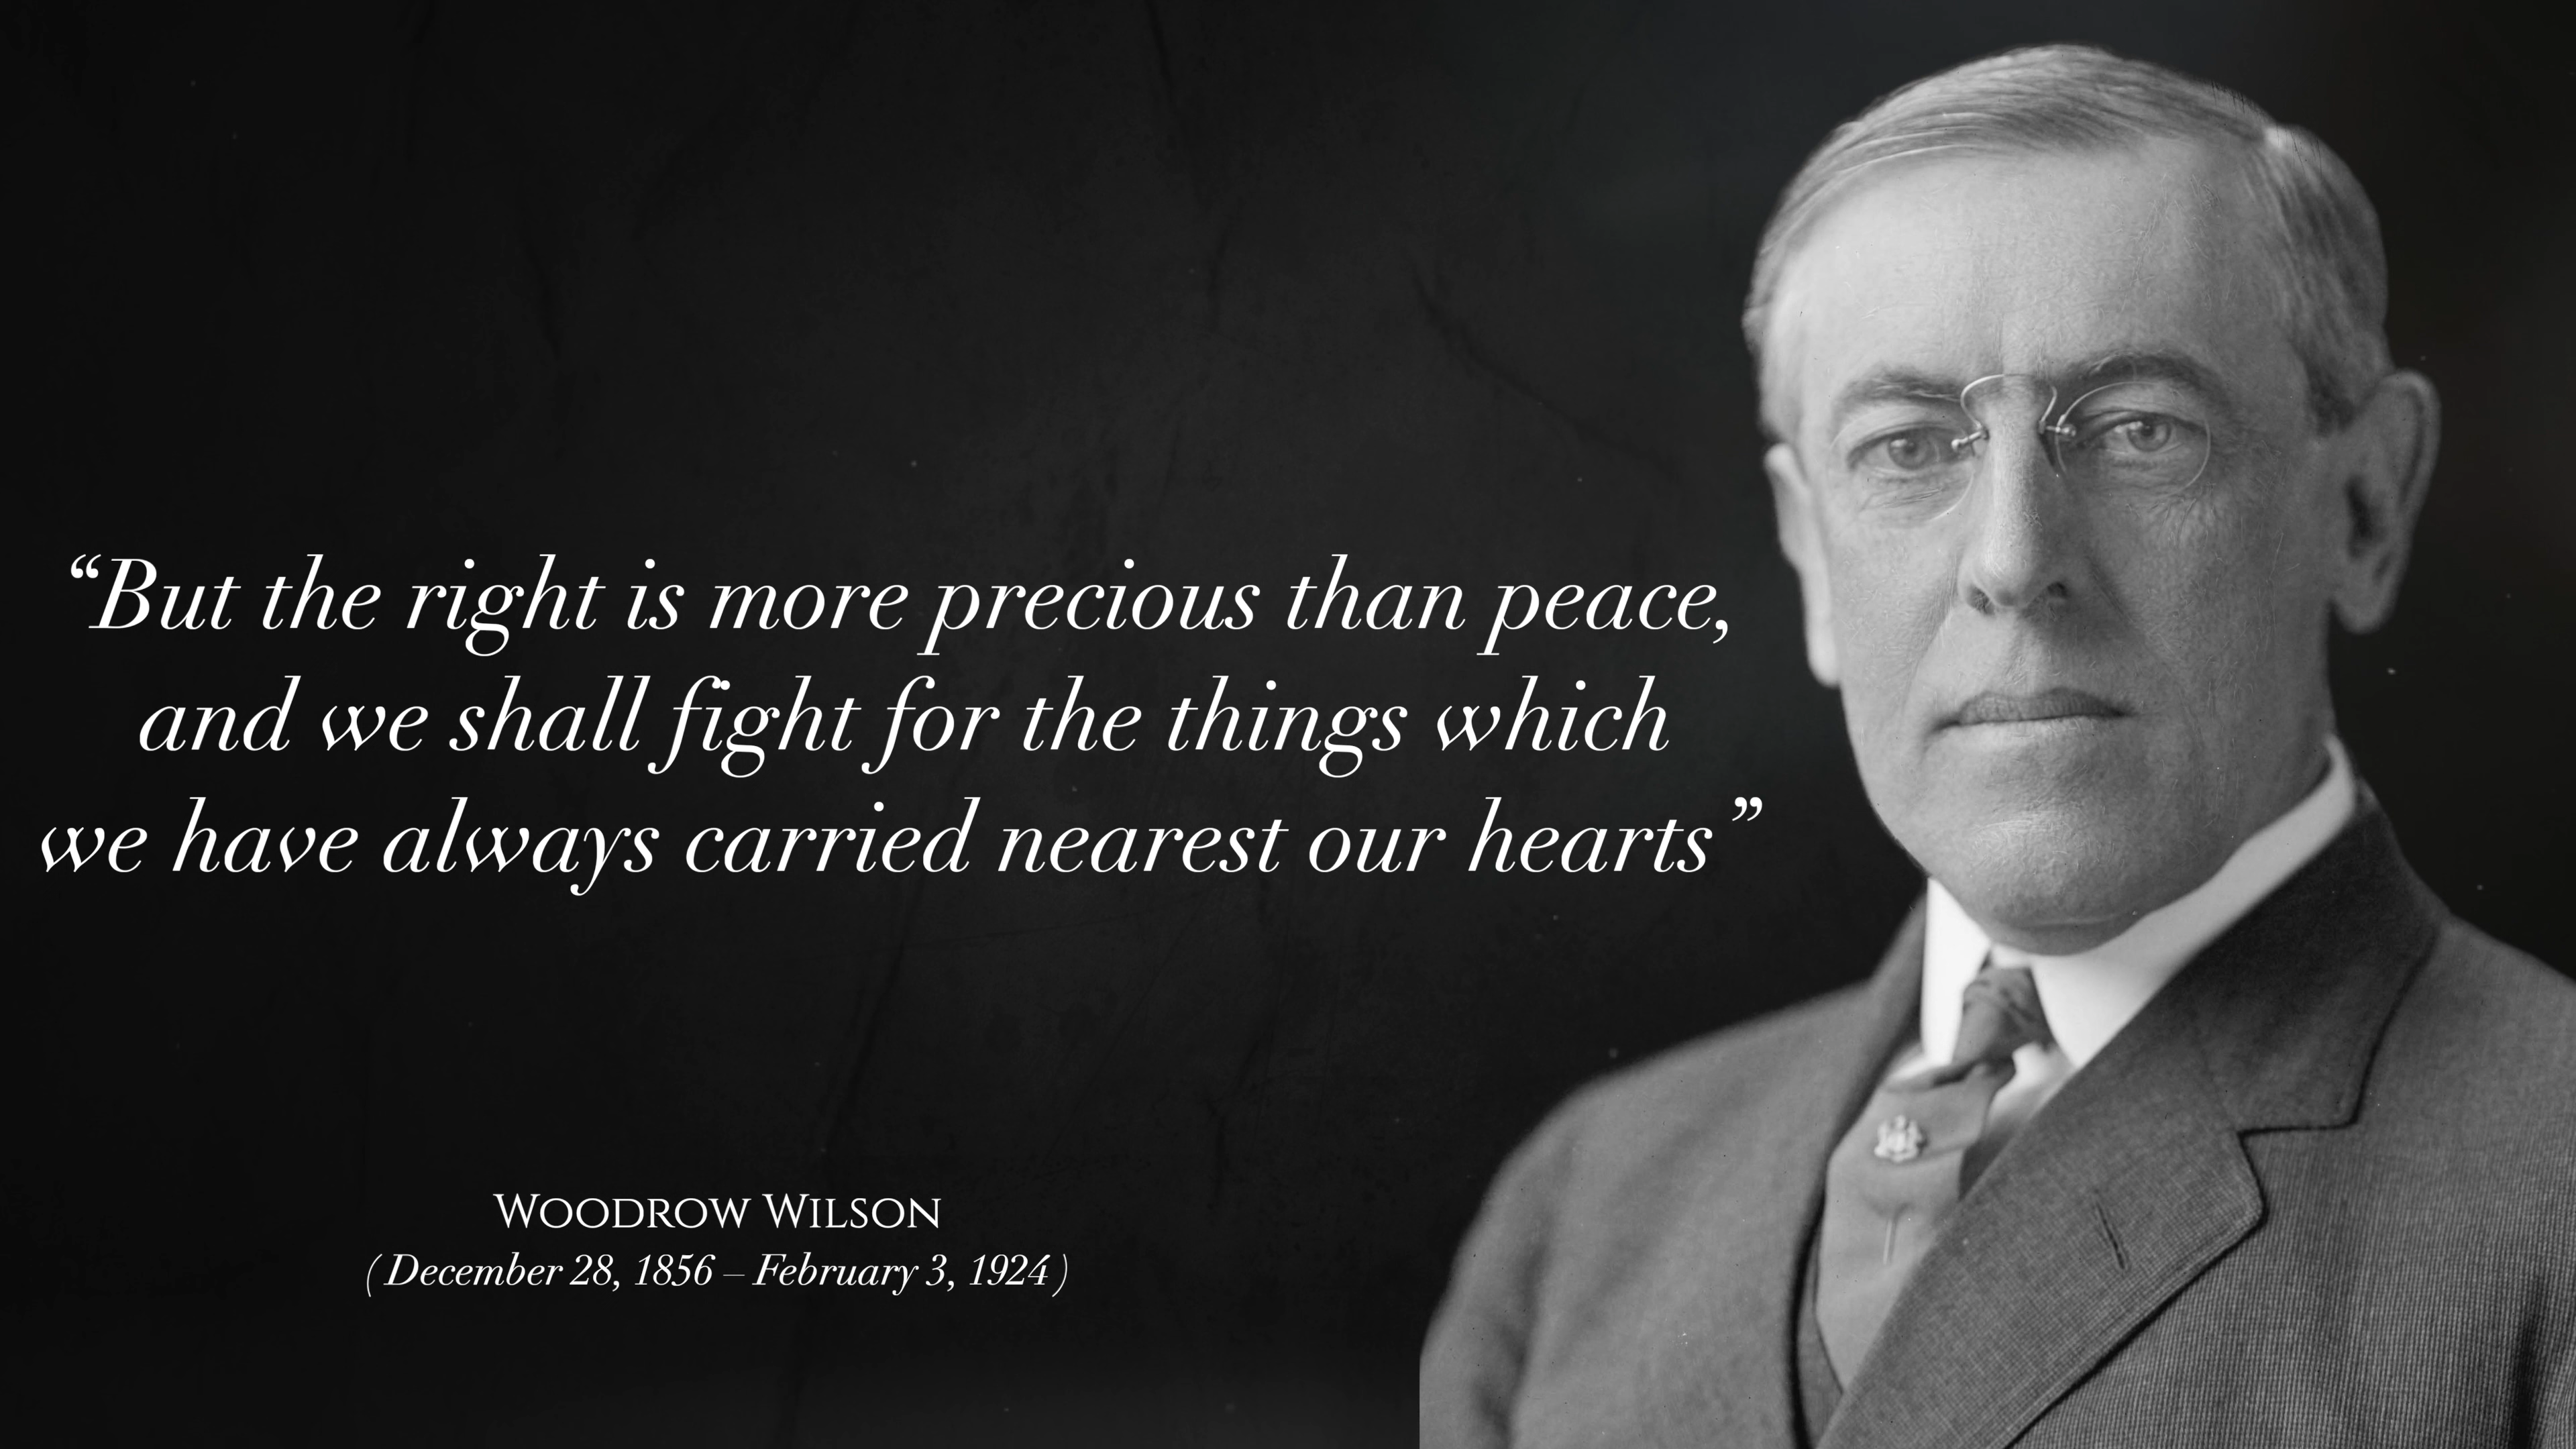 “But the right is more precious than peace,
and we shall fight for the things which
we have always carried nearest our hearts”
Woodrow Wilson
(December 28, 1856 – February 3, 1924)